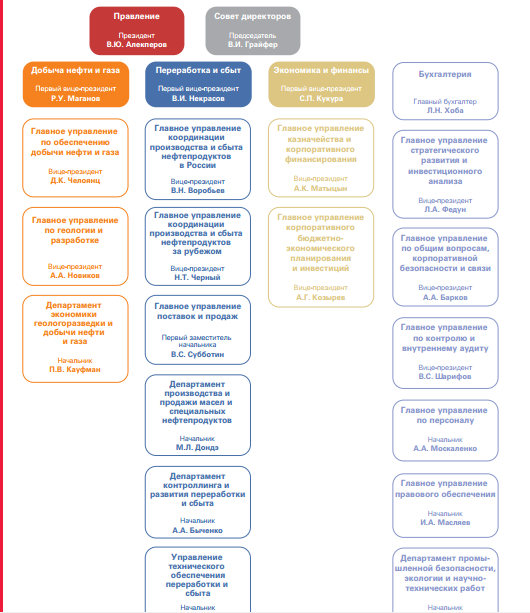 Правление
Президент
В.Ю. Алекперов
Совет директоров
Председатель
В.И. Грайфер
Добыча нефти и газа
Первый вице-президент
Р.У. Маганов
Главное управление
по обеспечению
добычи нефти и газа
Вице-президент
Д.К. Челоянц
Главное управление
по геологии и
разработке
Вице-президент
А.А. Новиков
Департамент
экономики
геологоразведки и
добычи нефти
и газа
Начальник
П.В. Кауфман
Переработка и сбыт
Первый вице-президент
В.И. Некрасов
Главное управление
координации
производства и сбыта
нефтепродуктов
в России
Вице-президент
В.Н. Воробьев
Главное управление
координации
производства и сбыта
нефтепродуктов
за рубежом
Вице-президент
Н.Т. Черный
Главное управление
поставок и продаж
Первый заместитель
начальника
В.С. Субботин
Департамент
производства и
продажи масел и
специальных
нефтепродуктов
Начальник
М.Л. Дондэ
Департамент
контроллинга и
развития переработки
и сбыта
Начальник
А.А. Быченко
Управление
технического
обеспечения
переработки и
сбыта
Начальник
Экономика и финансы
Первый вице-президент
С.П. Кукура
Главное управление
казначейства и
корпоративного
финансирования
Вице-президент
А.К. Матыцын
Главное управление
корпоративного
бюджетно-
экономического
планирования
и инвестиций
Вице-президент
А.Г. Козырев
Бухгалтерия
Главный бухгалтер
Л.Н. Хоба
Главное управление
стратегического
развития и
инвестиционного
анализа
Вице-президент
Л.А. Федун
Главное управление
по общим вопросам,
корпоративной
безопасности и связи
Вице-президент
А.А. Барков
Главное управление
по контролю и
внутреннему аудиту
Вице-президент
В.С. Шарифов
Главное управление
по персоналу
Начальник
А.А. Москаленко
Главное управление
правового обеспечения
Начальник
И.А. Масляев
Департамент промы-
шленной безопасности,
экологии и научно-
технических работ
Начальник